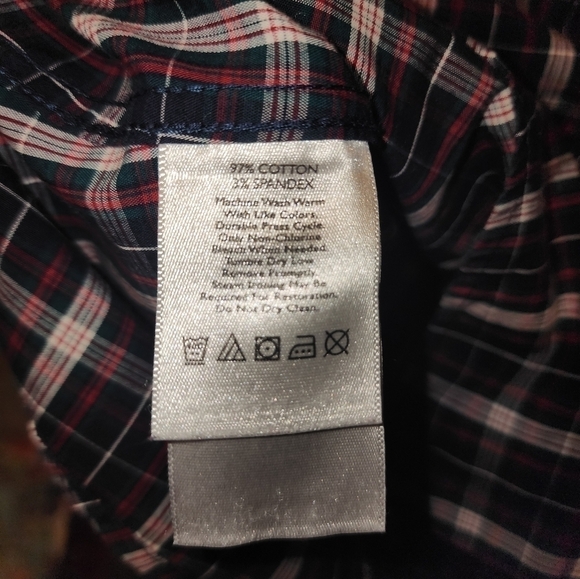 97% COTTON
3% SPANDEX
Machine Wash Warm
With Like Colors.
Durable Press Cycle.
Only Non-Chlorine
Bleach When Needed.
Tumble Dry Low
Remove Promptly.
Steam Ironing May Be
Required For Restoration.
Do Not Dry Clean.